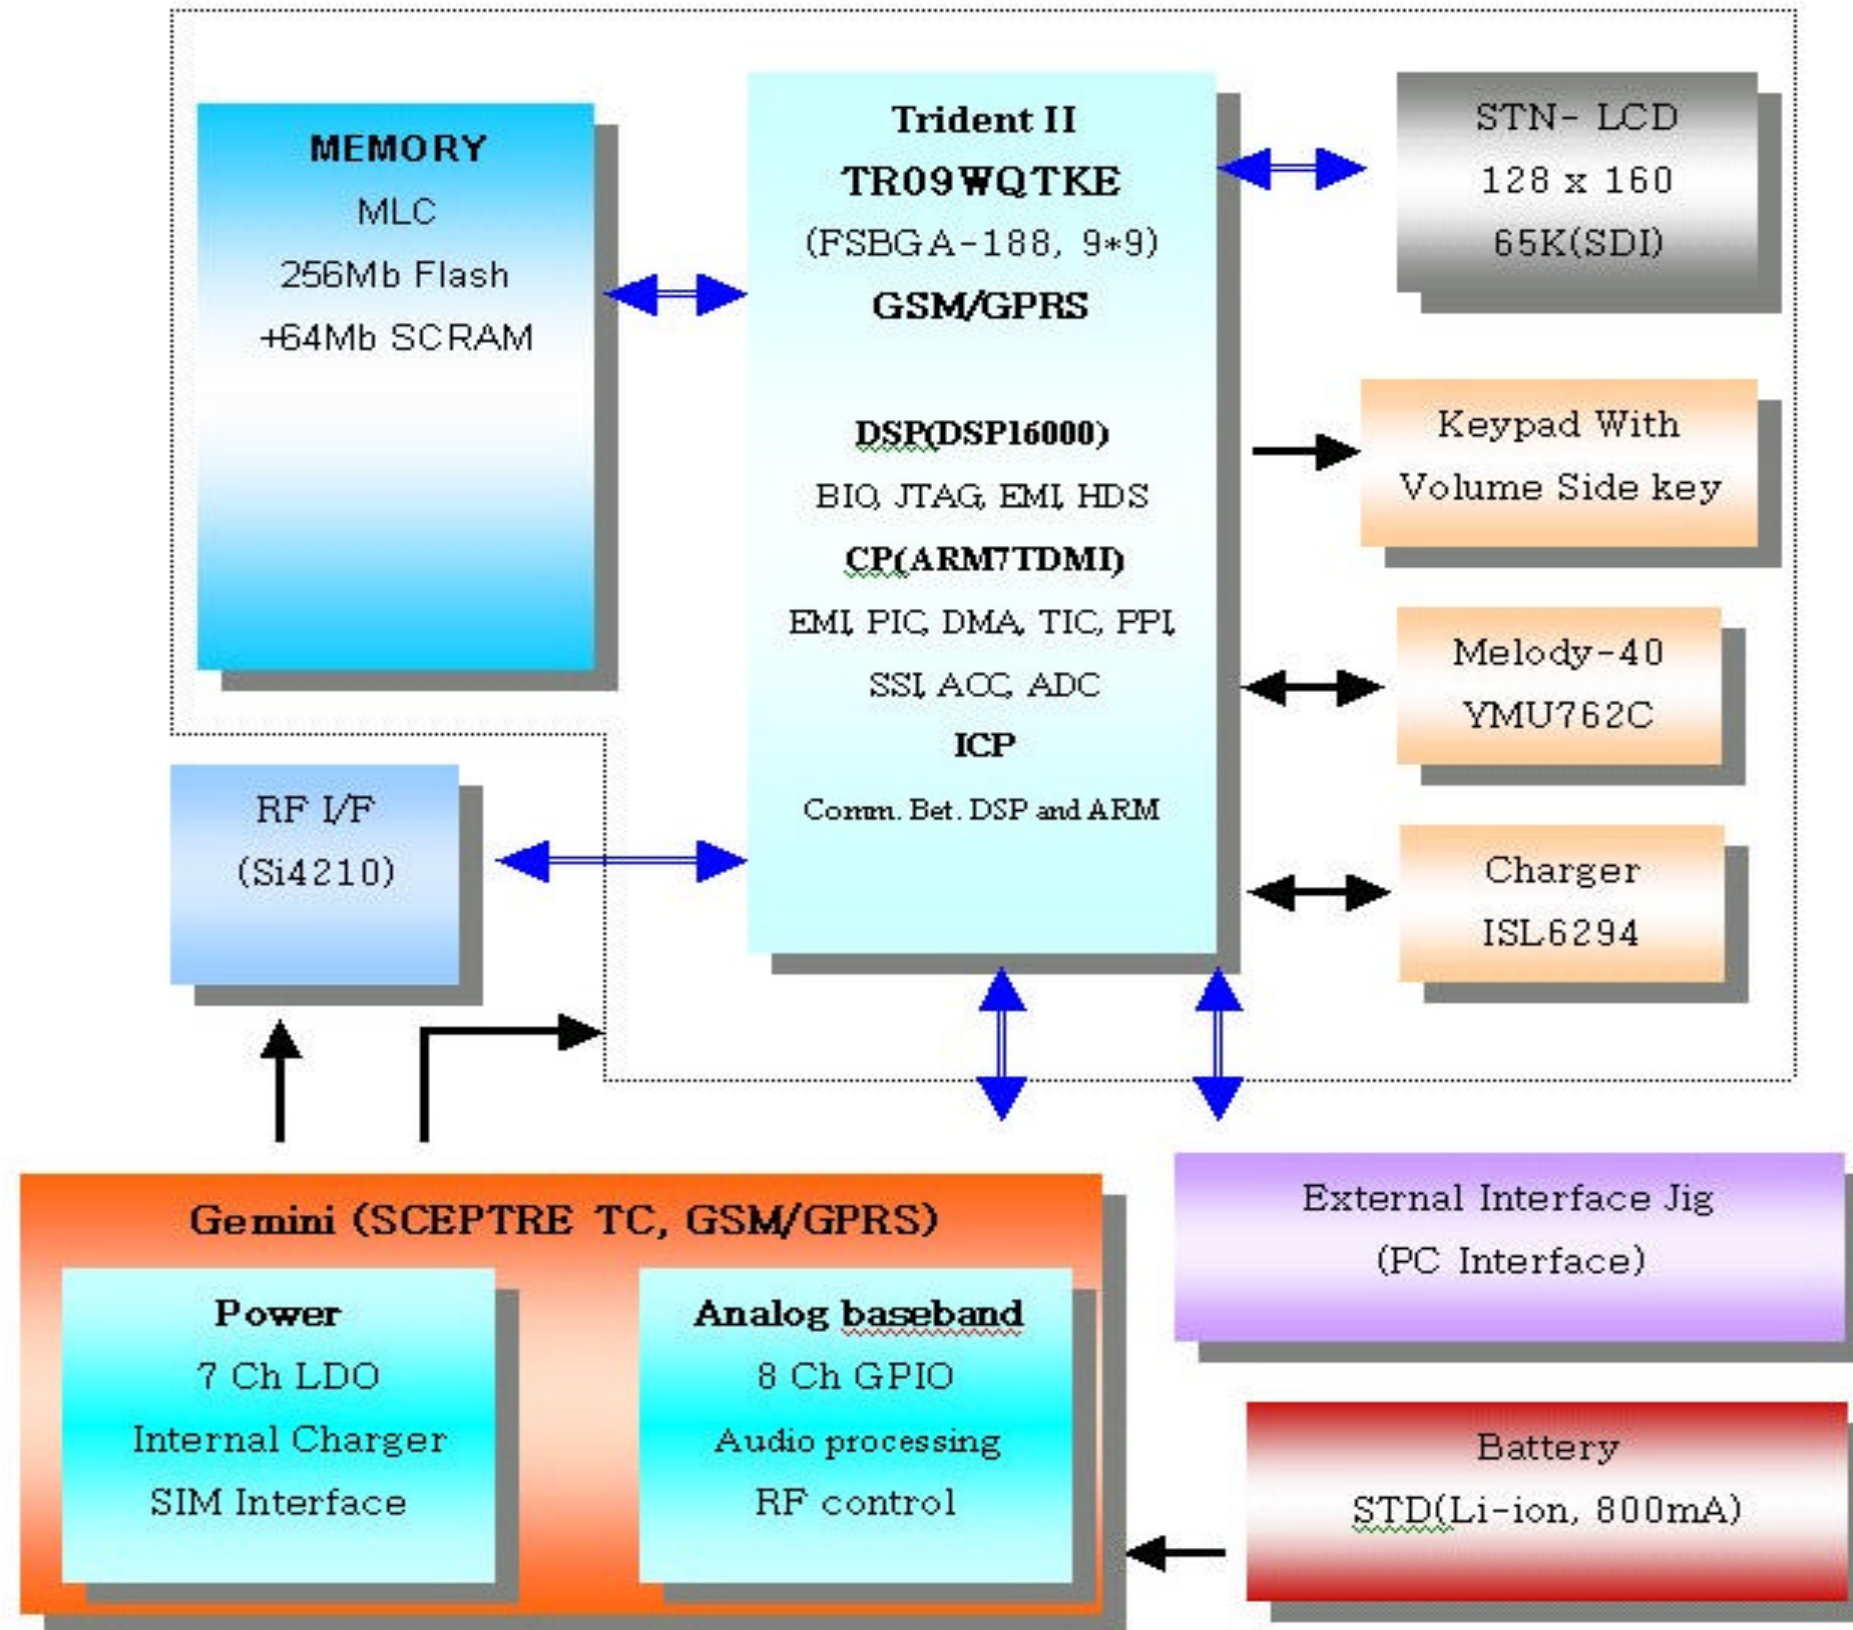 MEMORY
MLC
256Mb Flash
+64Mb SCRAM
Trident II
TR09WQTKE
(FSBGA-188, 9*9)
GSM/GPRS
DSP(DSP16000)
BIO, JTAG, EMI, HDS
CP(ARM7TDMI)
EMI, PIC, DMA, TIC, PPI,
SSI, ACC, ADC
ICP
Comm. Bet. DSP and ARM
STN- LCD
128 x 160
65K(SDI)
Keypad With
Volume Side key
Melody-40
YMU762C
Charger
ISL6294
RF I/F
(Si4210)
Gemini (SCEPTRE TC, GSM/GPRS)
Power
7 Ch LDO
Internal Charger
SIM Interface
Analog baseband
8 Ch GPIO
Audio processing
RF control
External Interface Jig
(PC Interface)
Battery
STD(Li-ion, 800mA)